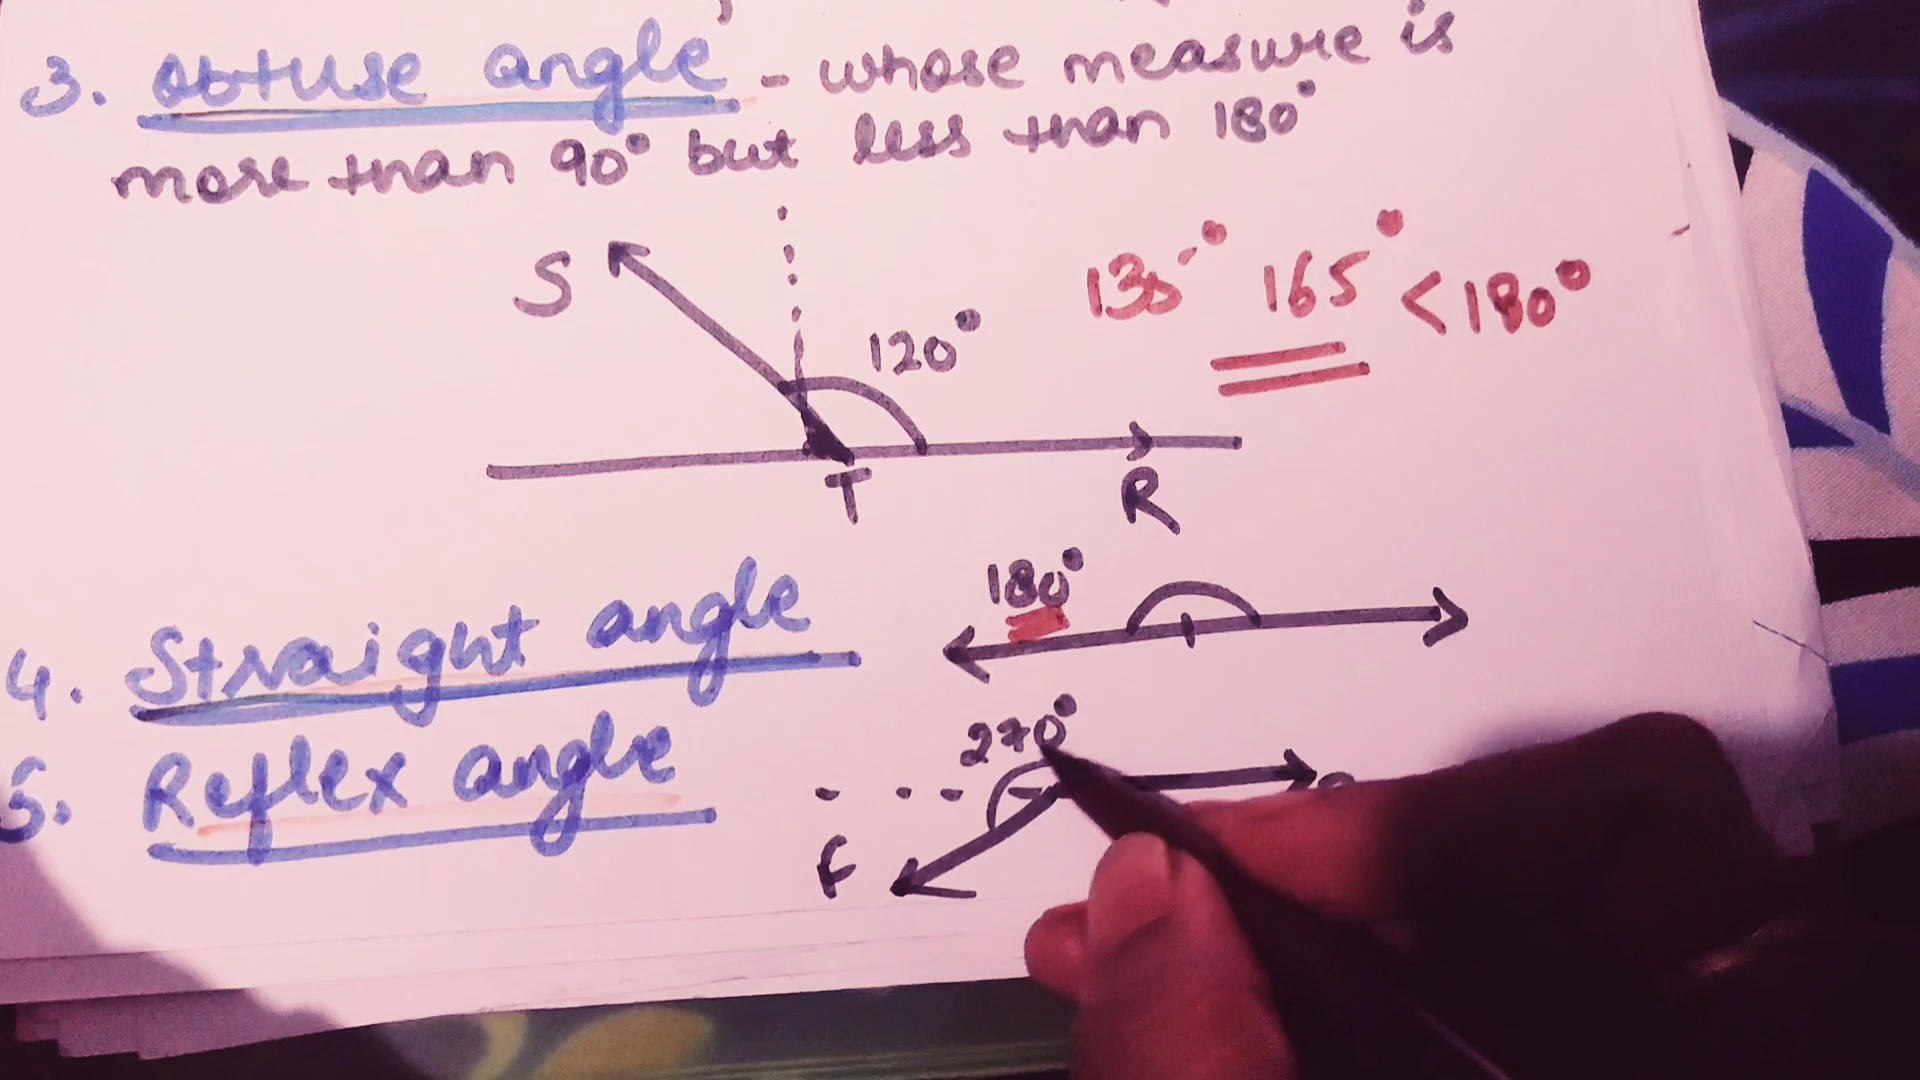 3. Obtuse angle - whose measure is
more than 90° but less than 180°
S
120°
135° 165° < 180°
T
R
180°
4. Straight angle
270°
5. Reflex angle
F